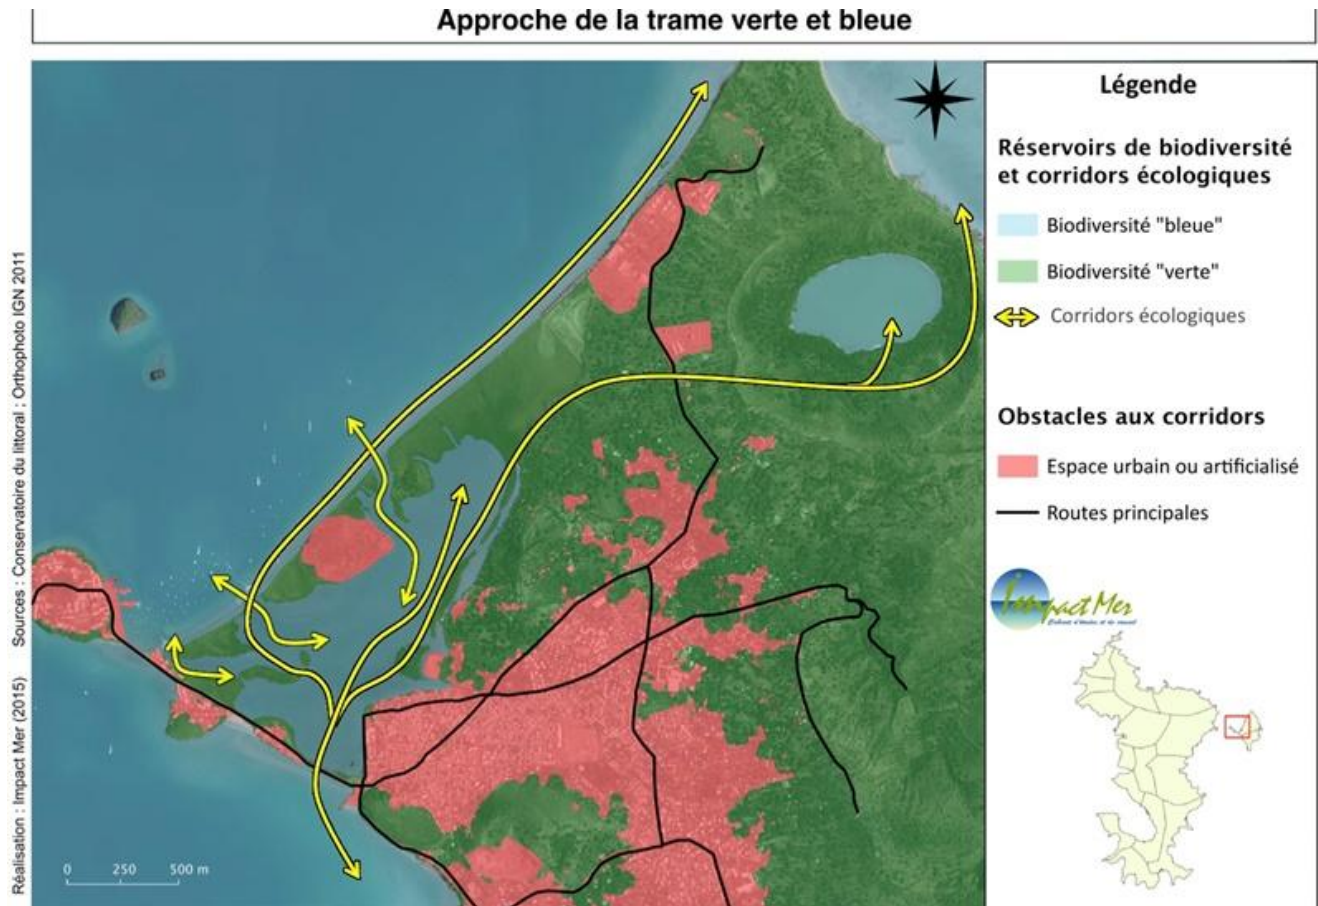 Approche de la trame verte et bleue
Légende
Réservoirs de biodiversité
et corridors écologiques
Biodiversité "bleue"
Biodiversité "verte"
Corridors écologiques
Obstacles aux corridors
Espace urbain ou artificialisé
Routes principales
Impact Mer
0 250 500 m
Réalisation : Impact Mer (2015) Sources : Conservatoire du littoral ; Orthophoto IGN 2011